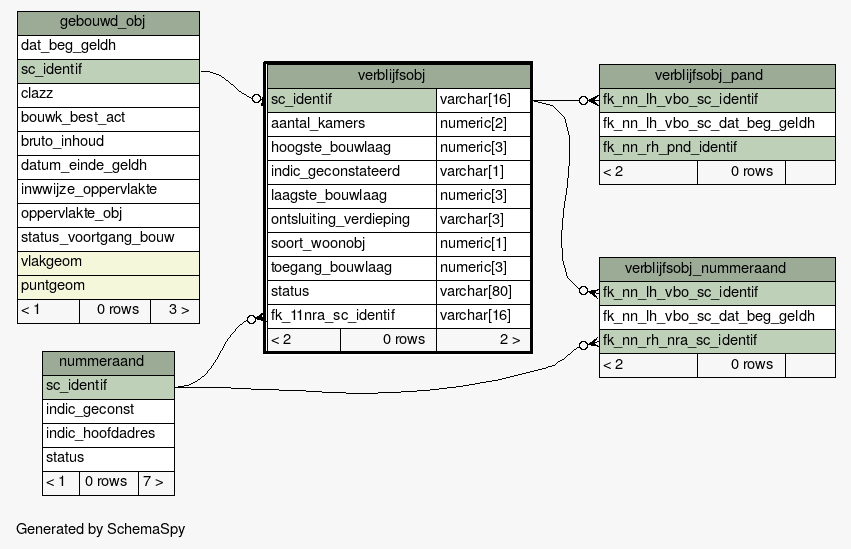 gebouwd_obj
dat_beg_geldh
sc_identif
clazz
bouwk_best_act
bruto_inhoud
datum_einde_geldh
inwwijze_oppervlakte
oppervlakte_obj
status_voortgang_bouw
vlakgeom
puntgeom
< 1 0 rows 3 >
nummeraand
sc_identif
indic_geconst
indic_hoofdadres
status
< 1 0 rows 7 >
verblijfsobj
sc_identif varchar[16]
aantal_kamers numeric[2]
hoogste_bouwlaag numeric[3]
indic_geconstateerd varchar[1]
laagste_bouwlaag numeric[3]
ontsluiting_verdieping varchar[3]
soort_woonobj numeric[1]
toegang_bouwlaag numeric[3]
status varchar[80]
fk_11nra_sc_identif varchar[16]
< 2 0 rows 2 >
verblijfsobj_pand
fk_nn_lh_vbo_sc_identif
fk_nn_lh_vbo_sc_dat_beg_geldh
fk_nn_rh_pnd_identif
< 2 0 rows
verblijfsobj_nummeraand
fk_nn_lh_vbo_sc_identif
fk_nn_lh_vbo_sc_dat_beg_geldh
fk_nn_rh_nra_sc_identif
< 2 0 rows
Generated by SchemaSpy